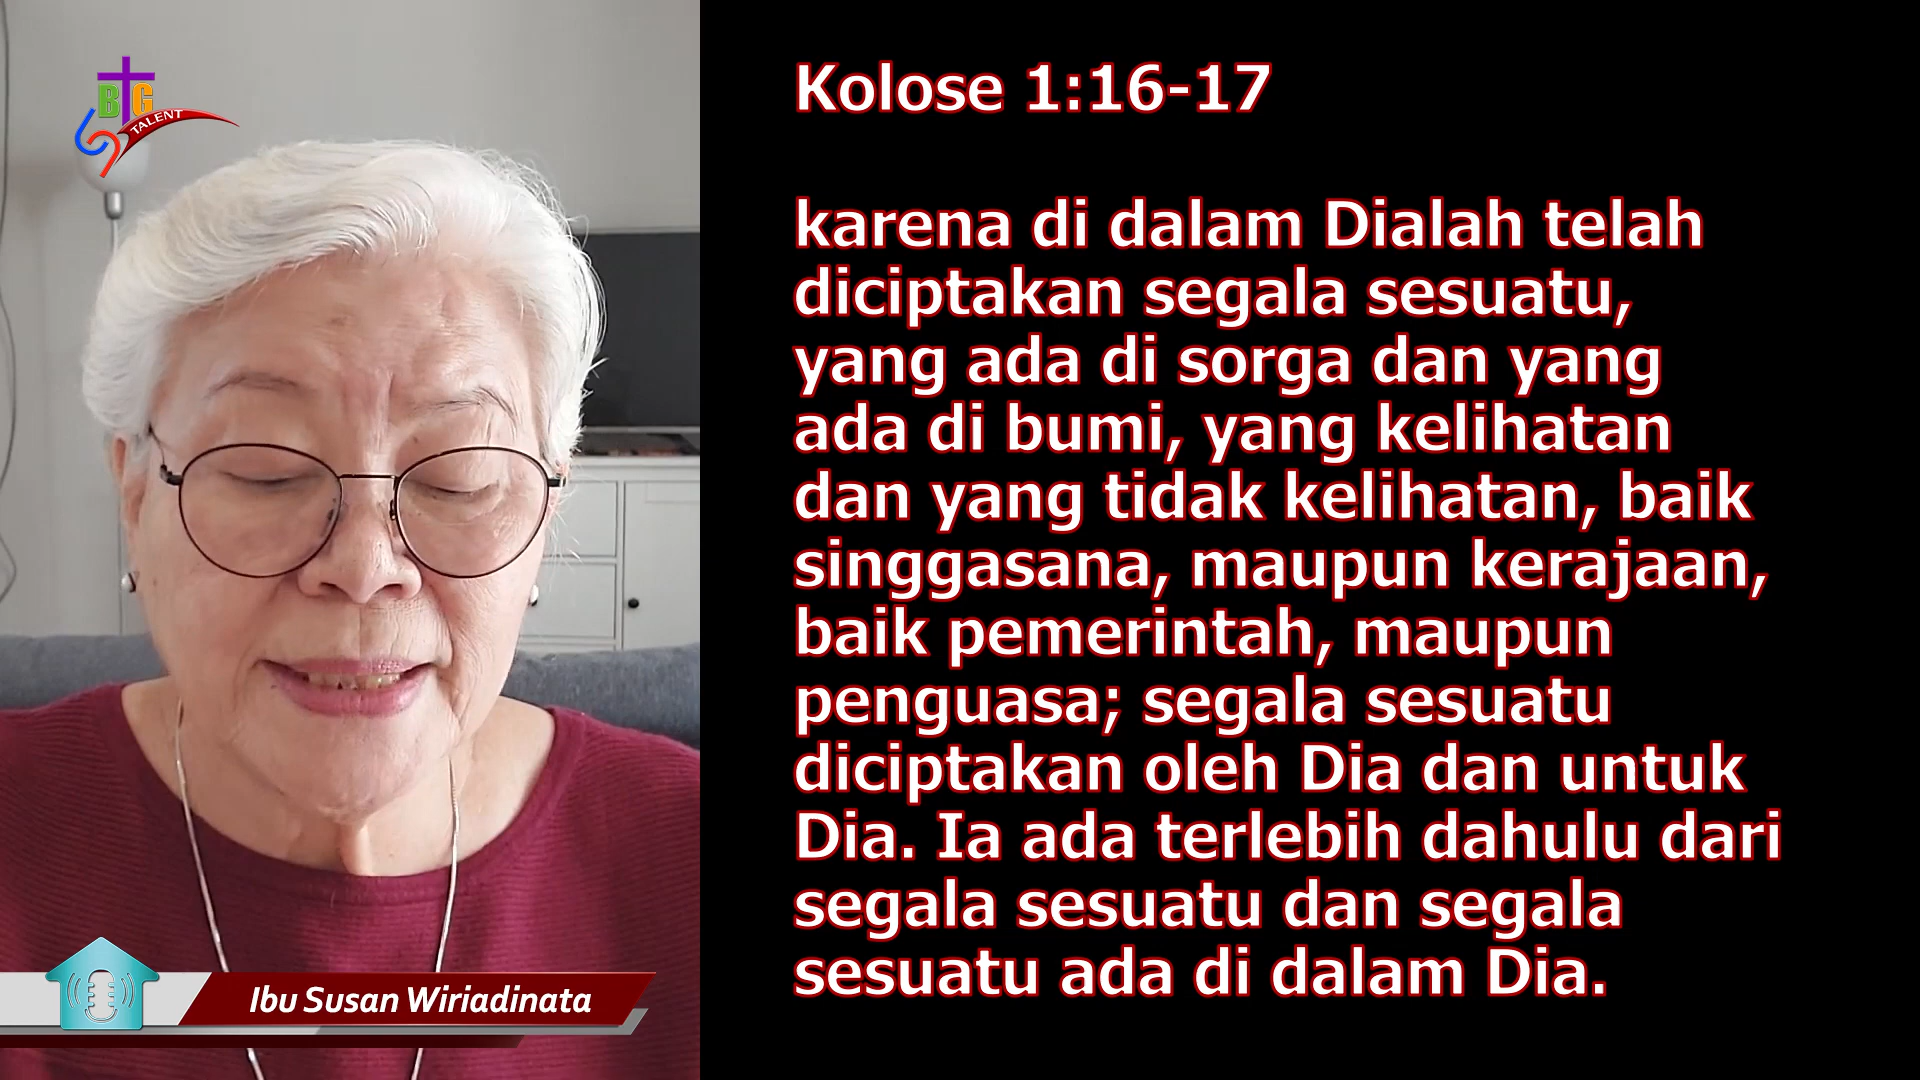 BTG
TALENT
Kolose 1:16-17
karena di dalam Dialah telah
diciptakan segala sesuatu,
yang ada di sorga dan yang
ada di bumi, yang kelihatan
dan yang tidak kelihatan, baik
singgasana, maupun kerajaan,
baik pemerintah, maupun
penguasa; segala sesuatu
diciptakan oleh Dia dan untuk
Dia. Ia ada terlebih dahulu dari
segala sesuatu dan segala
sesuatu ada di dalam Dia.
Ibu Susan Wiriadinata